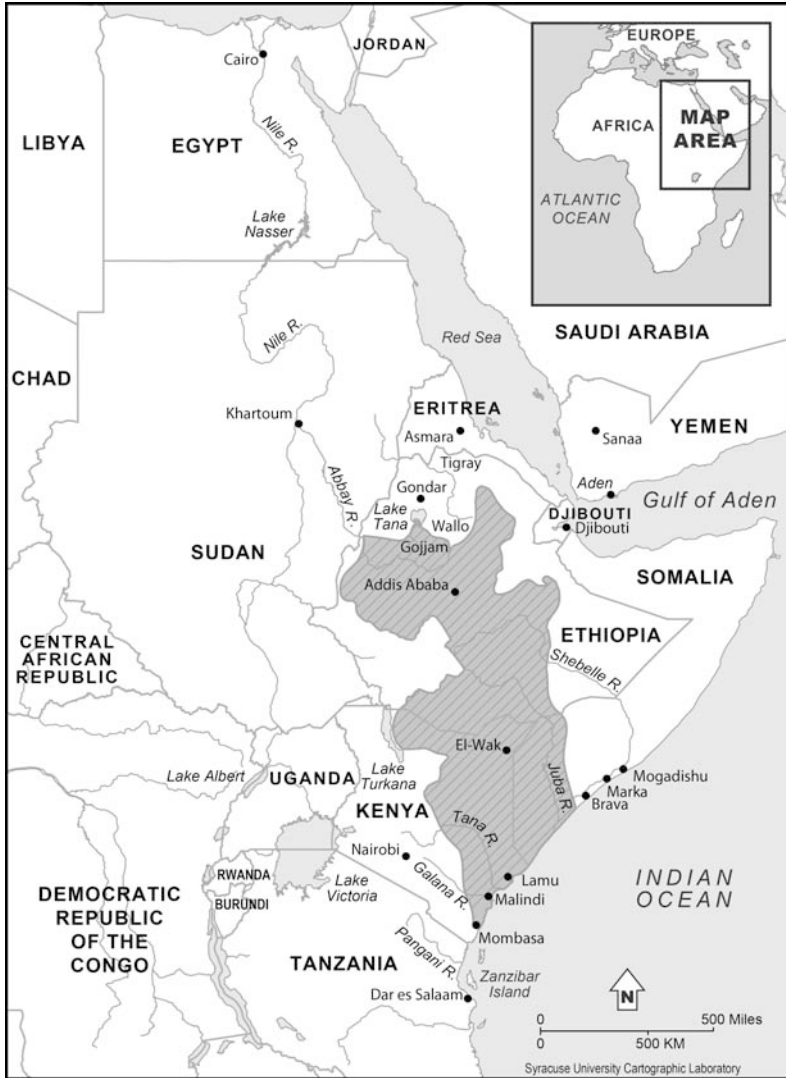 JORDAN
Cairo
LIBYA
EGYPT
Nile R.
Lake
Nasser
EUROPE
AFRICA
MAP
AREA
ATLANTIC
OCEAN
Nile R.
Red Sea
SAUDI ARABIA
CHAD
Khartoum
ERITREA
Asmara
Sanaa
YEMEN
Tigray
Abbay R.
Gondar
Lake
Tana
Wallo
Aden
Gulf of Aden
DJIBOUTI
Djibouti
SUDAN
Gojjam
Addis Ababa
SOMALIA
ETHIOPIA
CENTRAL
AFRICAN
REPUBLIC
Shebelle R.
El-Wak
Lake Albert
UGANDA
Lake
Turkana
Juba R.
Mogadishu
Marka
Brava
KENYA
Tana R.
Nairobi
RWANDA
Galana R.
Lamu
BURUNDI
Lake
Victoria
Malindi
INDIAN
OCEAN
DEMOCRATIC
REPUBLIC
OF THE
CONGO
Mombasa
Pangani R.
TANZANIA
Zanzibar
Island
Dar es Salaam
N
0 500 Miles
0 500 KM
Syracuse University Cartographic Laboratory